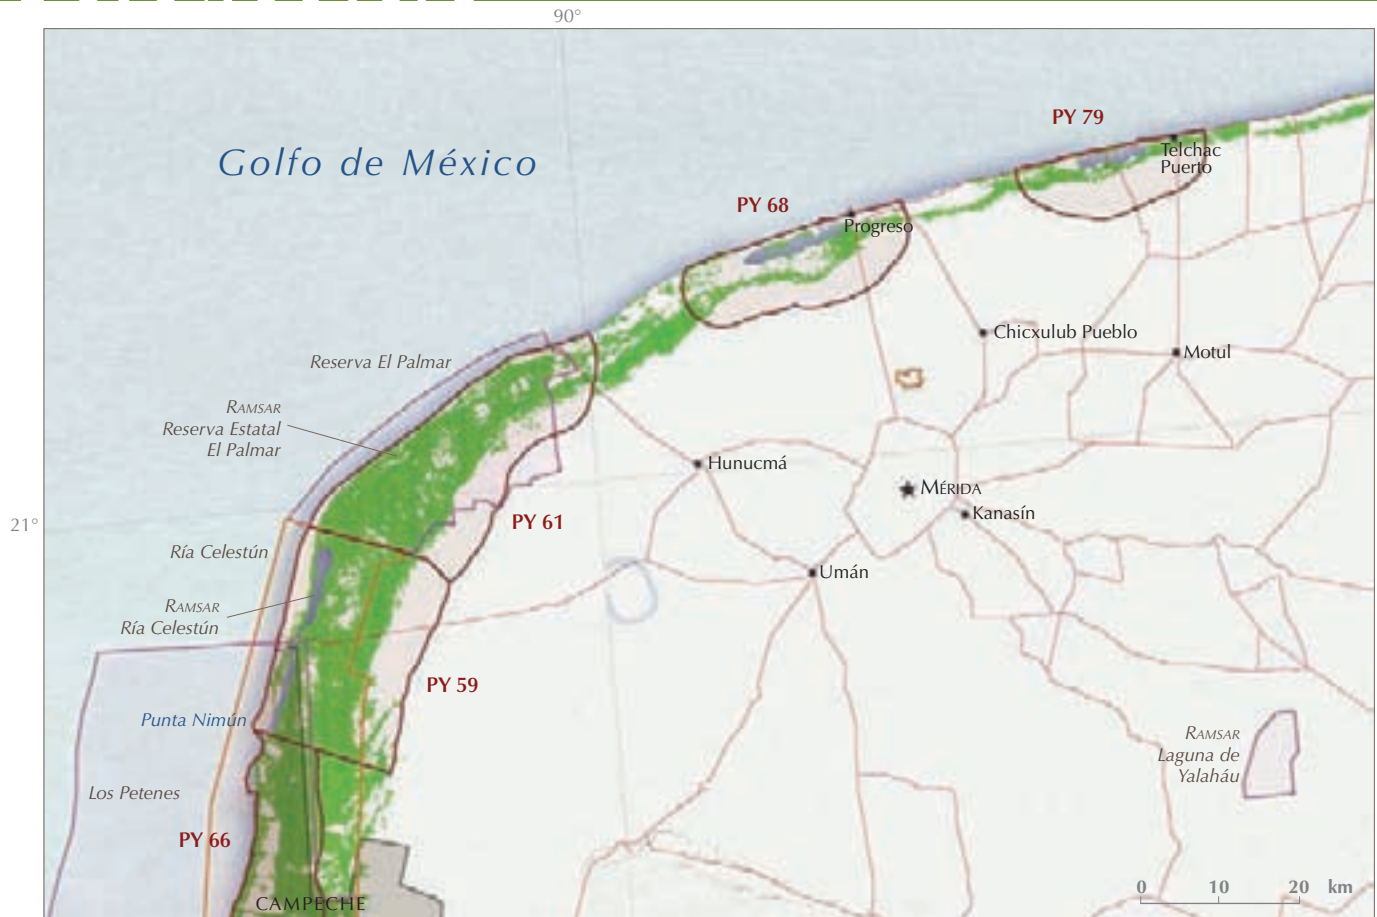 90°
PY 79
Golfo de México
Telchac
Puerto
PY 68
Progreso
Chicxulub Pueblo
Motul
Reserva El Palmar
RAMSAR
Reserva Estatal
El Palmar
Hunucmá
MÉRIDA
Kanasín
PY 61
21°
Ría Celestún
Umán
RAMSAR
Ría Celestún
PY 59
Punta Nimún
RAMSAR
Laguna de
Yalaháu
Los Petenes
PY 66
CAMPECHE
0 10 20 km